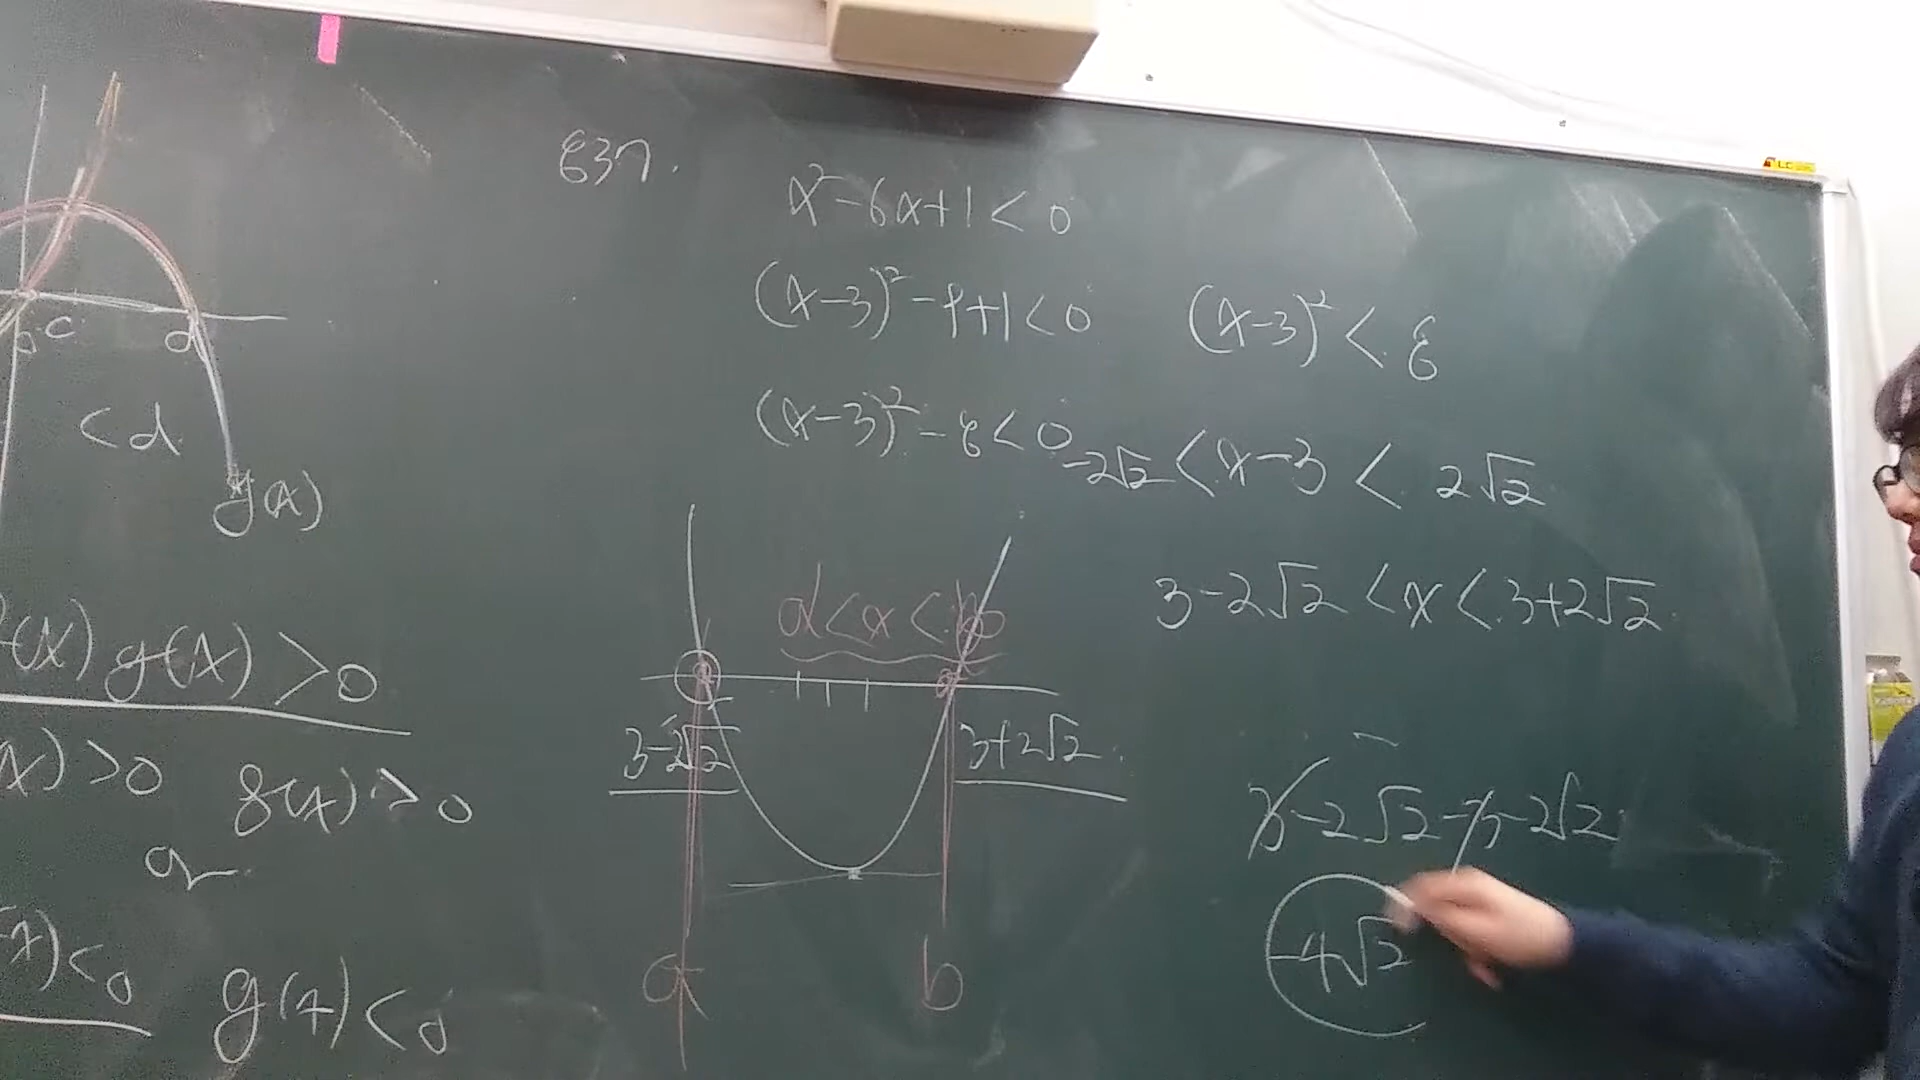 b c d
< d
g(x)
f(x) g(x) > 0
(x) > 0 g(x) > 0
or
(x) < 0 g(x) < 0
837.
x² - 6x + 1 < 0
(x-3)² - 9 + 1 < 0
(x-3)² - 8 < 0
(x-3)² < 8
-2√2 < x-3 < 2√2
3-2√2 < x < 3+2√2
α < x < b
3-2√2 3+2√2
a b
3-2√2-3-2√2
-4√2